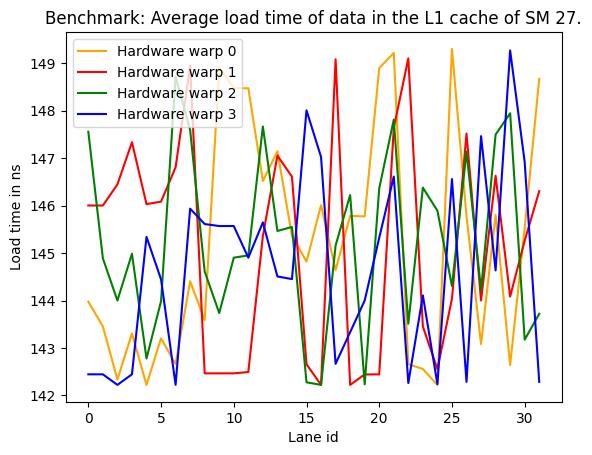 Benchmark: Average load time of data in the L1 cache of SM 27.
Hardware warp 0
Hardware warp 1
Hardware warp 2
Hardware warp 3
Load time in ns
149
148
147
146
145
144
143
142
0 5 10 15 20 25 30
Lane id